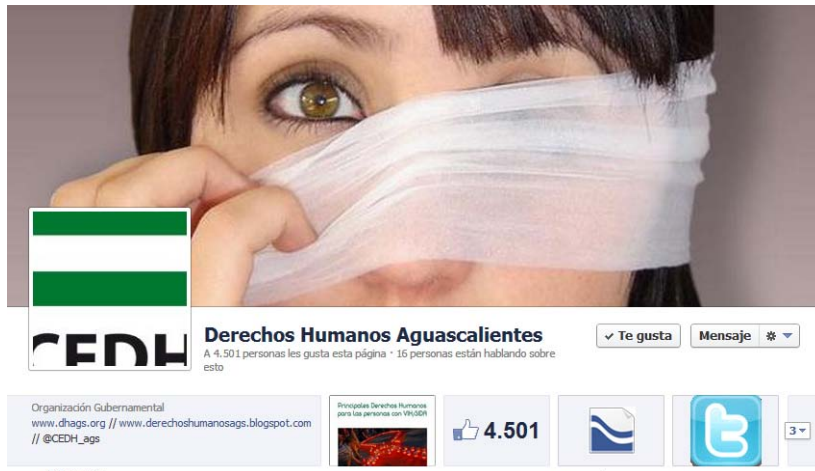 CEDH
Derechos Humanos Aguascalientes
A 4.501 personas les gusta esta página · 16 personas están hablando sobre
esto
✓ Te gusta
Mensaje
Organización Gubernamental
www.dhags.org // www.derechoshumanosags.blogspot.com
// @CEDH_ags
Principales Derechos Humanos
para las personas con VIH/SIDA
4.501
3